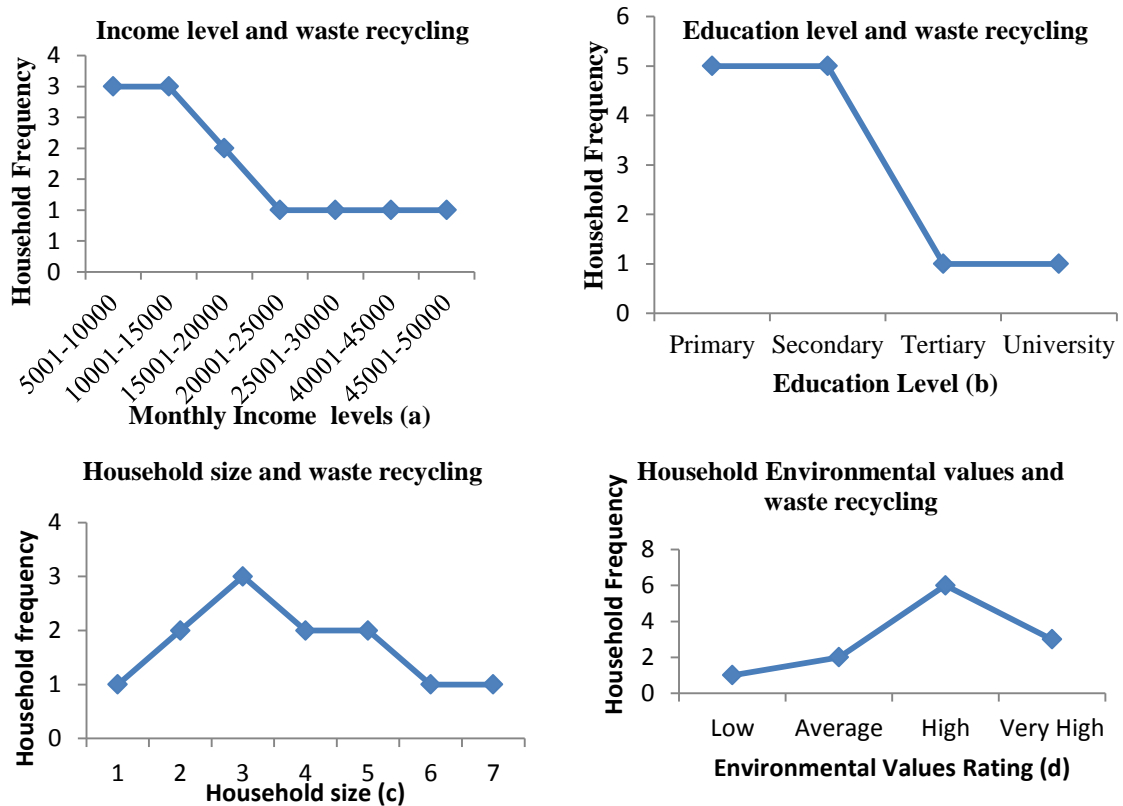 Income level and waste recycling
Household Frequency
4
3
3
2
2
1
1
0
5001-10000
10001-15000
15001-20000
20001-25000
25001-30000
40001-45000
45001-50000
Monthly Income levels (a)
Education level and waste recycling
Household Frequency
6
5
4
3
2
1
0
Primary Secondary Tertiary University
Education Level (b)
Household size and waste recycling
Household frequency
4
3
2
1
0
1 2 3 4 5 6 7
Household size (c)
Household Environmental values and
waste recycling
Household Frequency
8
6
4
2
0
Low Average High Very High
Environmental Values Rating (d)